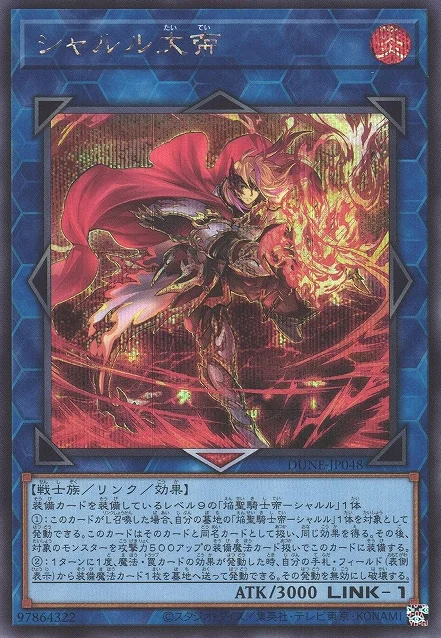 シャルル大帝
炎
DUNE-JP048
【戦士族／リンク／効果】
装備カードを装備しているレベル９の「焔聖騎士帝－シャルル」１体
①：このカードがＬ召喚した場合、自分の墓地の「焔聖騎士帝－シャルル」１体を対象として
発動できる。このカードはそのカードと同名カードとして扱い、同じ効果を得る。その後、
対象のモンスターを攻撃力５００アップの装備魔法カード扱いでこのカードに装備する。
②：１ターンに１度、魔法・罠カードの効果が発動した時、自分の手札・フィールド（表側
表示）から装備魔法カード１枚を墓地へ送って発動できる。その発動を無効にし破壊する。
ATK/3000 LINK-1
97864322 ©スタジオ・ダイス/集英社・テレビ東京・KONAMI